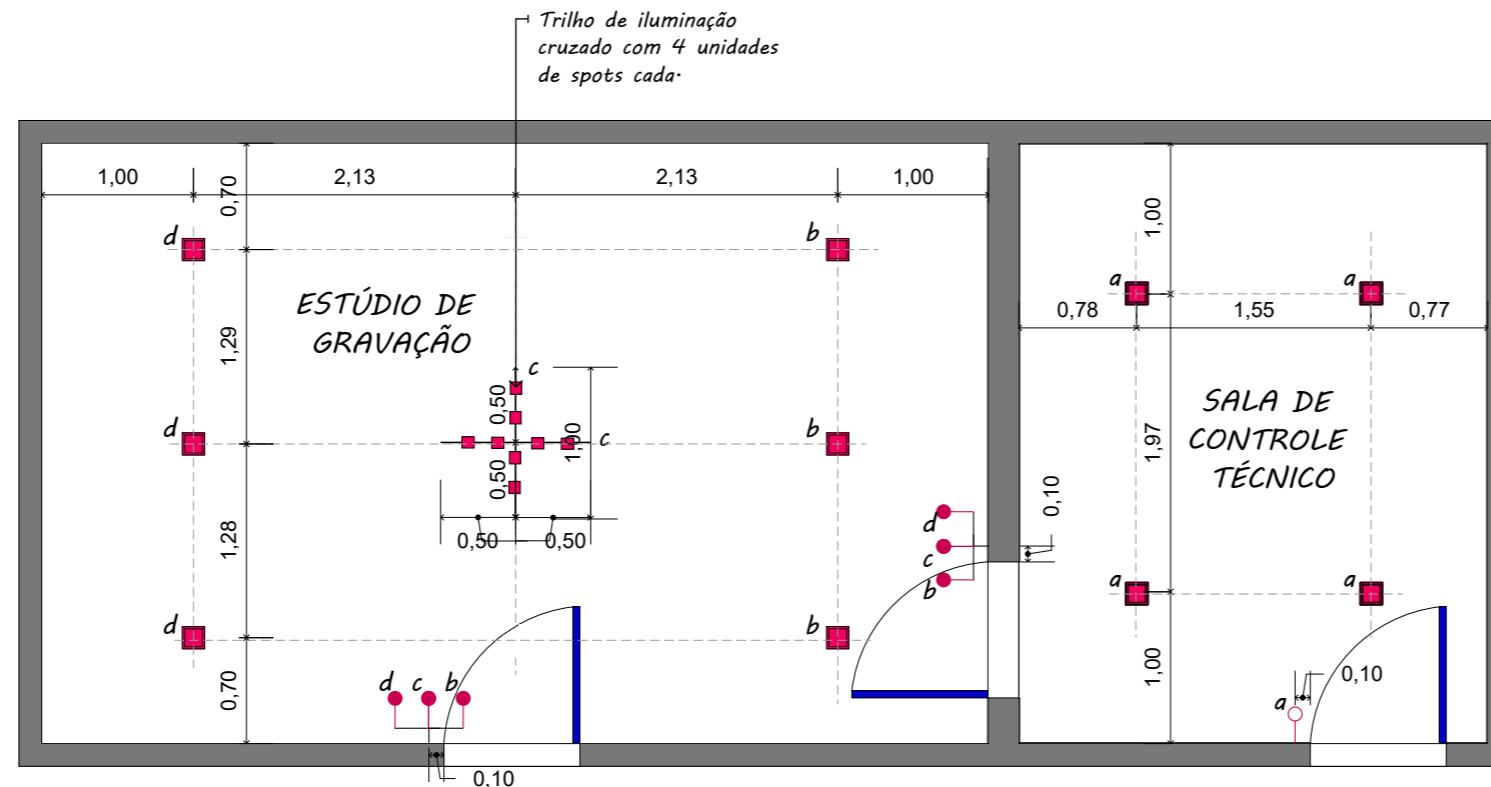 Trilho de iluminação
cruzado com 4 unidades
de spots cada.
1,00
2,13
2,13
1,00
0,70
1,29
1,28
0,70
d
d
d
b
b
b
ESTÚDIO DE
GRAVAÇÃO
c
c
0,50
0,50
1,00
0,50
0,50
d
c
b
0,10
d
c
b
0,10
1,00
1,97
1,00
a
a
0,78
1,55
0,77
SALA DE
CONTROLE
TÉCNICO
a
a
a
0,10